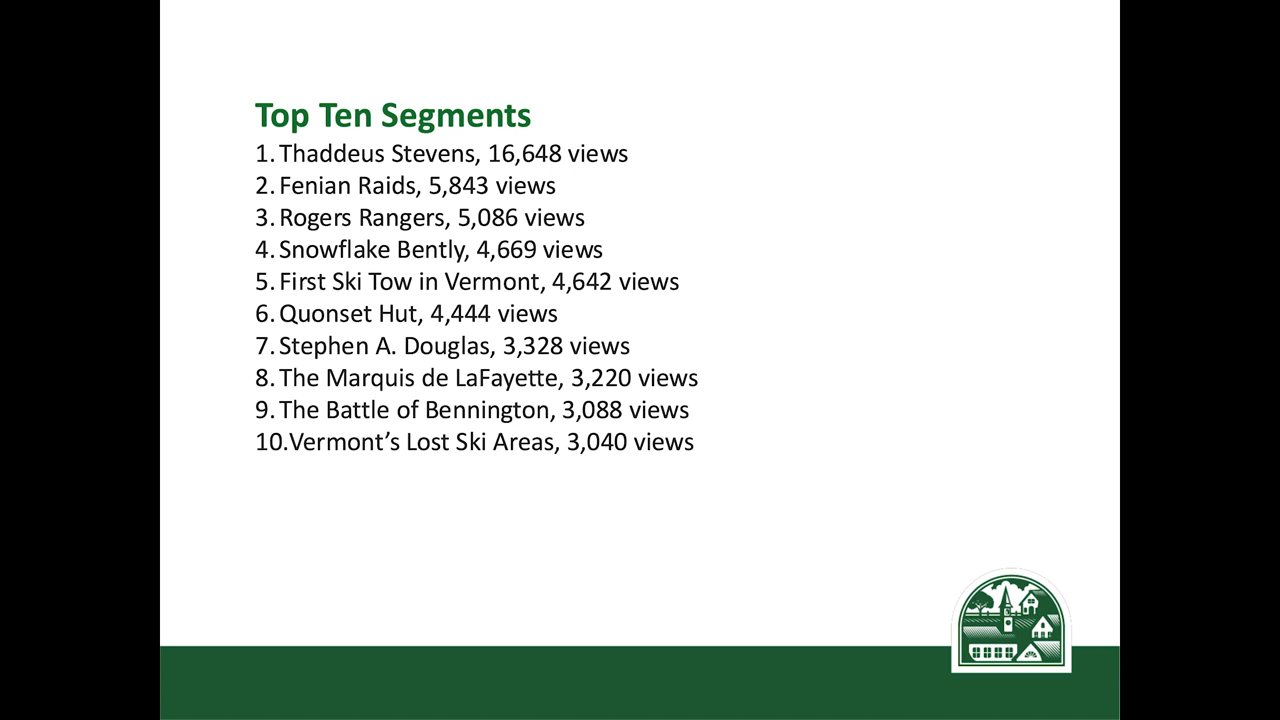 Top Ten Segments
1. Thaddeus Stevens, 16,648 views
2. Fenian Raids, 5,843 views
3. Rogers Rangers, 5,086 views
4. Snowflake Bently, 4,669 views
5. First Ski Tow in Vermont, 4,642 views
6. Quonset Hut, 4,444 views
7. Stephen A. Douglas, 3,328 views
8. The Marquis de LaFayette, 3,220 views
9. The Battle of Bennington, 3,088 views
10.Vermont’s Lost Ski Areas, 3,040 views